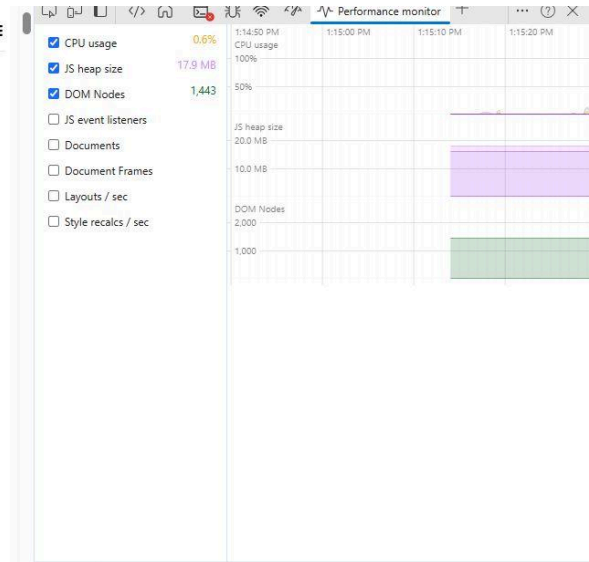 Performance monitor
CPU usage 0.6%
JS heap size 17.9 MB
DOM Nodes 1,443
JS event listeners
Documents
Document Frames
Layouts / sec
Style recalcs / sec
1:14:50 PM 1:15:00 PM 1:15:10 PM 1:15:20 PM
CPU usage
100%
50%
JS heap size
20.0 MB
10.0 MB
DOM Nodes
2,000
1,000